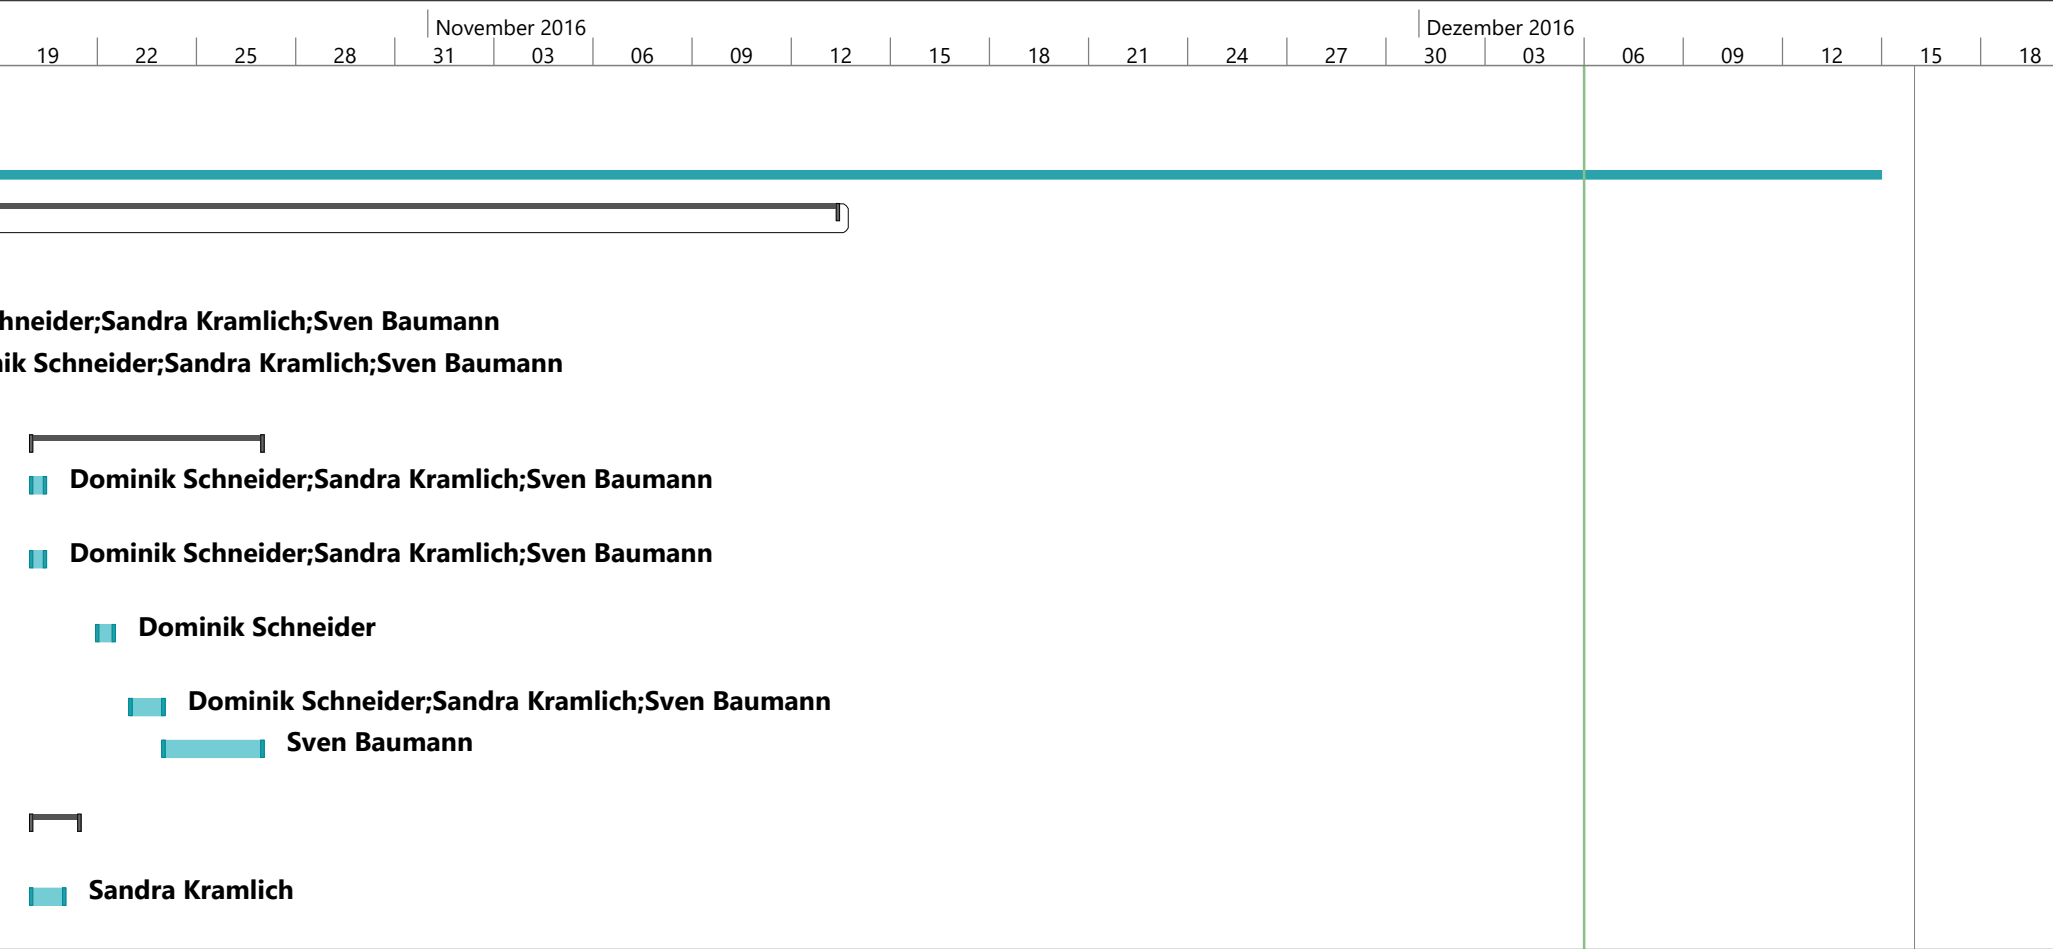 November 2016 Dezember 2016
19 22 25 28 31 03 06 09 12 15 18 21 24 27 30 03 06 09 12 15 18
hneider;Sandra Kramlich;Sven Baumann
ik Schneider;Sandra Kramlich;Sven Baumann
Dominik Schneider;Sandra Kramlich;Sven Baumann
Dominik Schneider;Sandra Kramlich;Sven Baumann
Dominik Schneider
Dominik Schneider;Sandra Kramlich;Sven Baumann
Sven Baumann
Sandra Kramlich